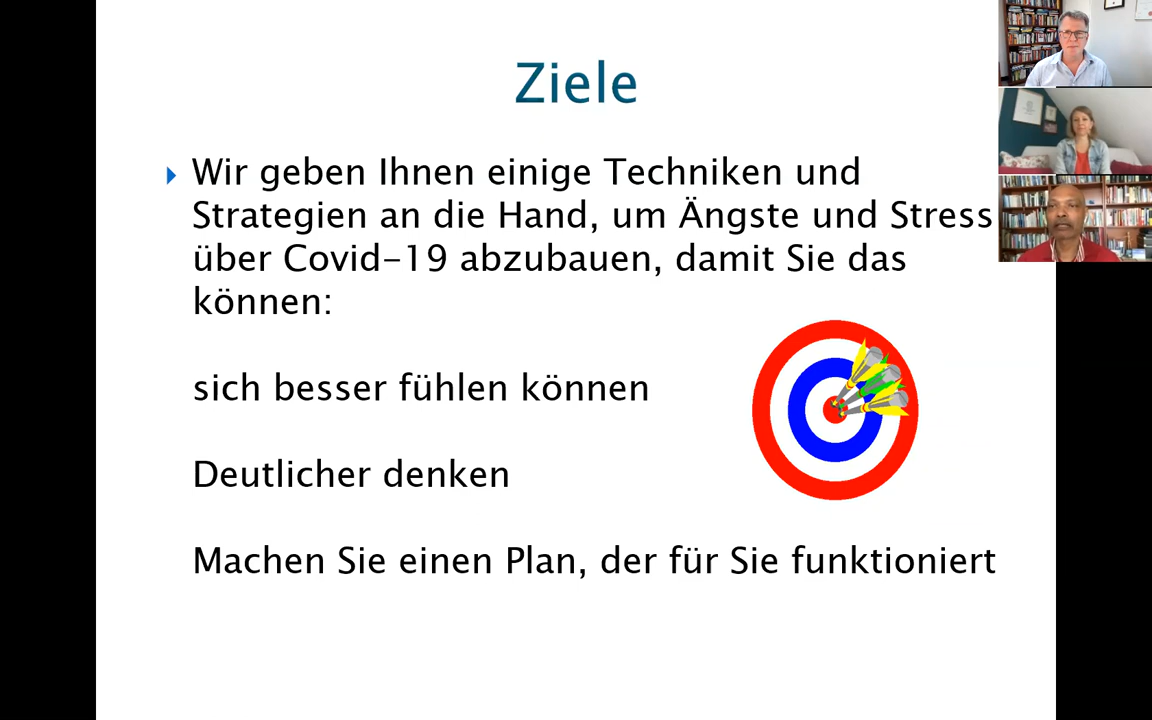 Ziele
Wir geben Ihnen einige Techniken und
Strategien an die Hand, um Ängste und Stress
über Covid-19 abzubauen, damit Sie das
können:
sich besser fühlen können
Deutlicher denken
Machen Sie einen Plan, der für Sie funktioniert